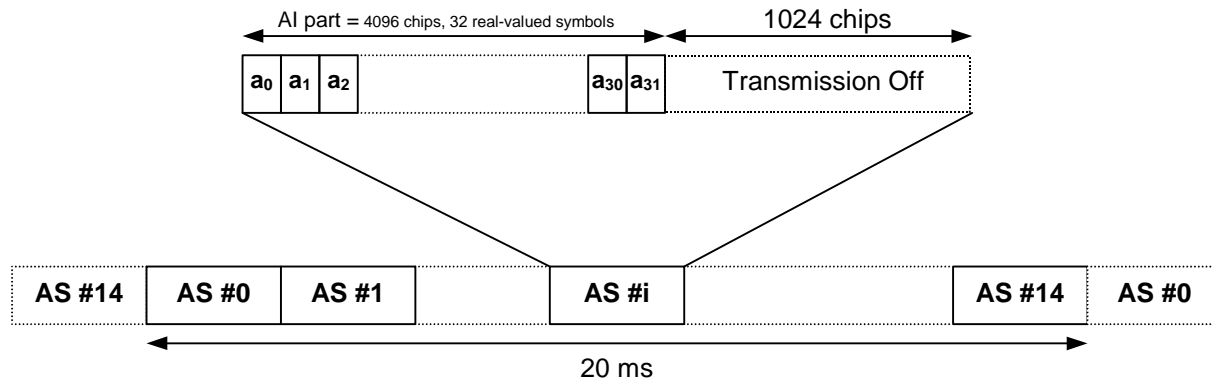 AI part = 4096 chips, 32 real-valued symbols 1024 chips
a0 a1 a2 a30 a31 Transmission Off
AS #14 AS #0 AS #1 AS #i AS #14 AS #0
20 ms